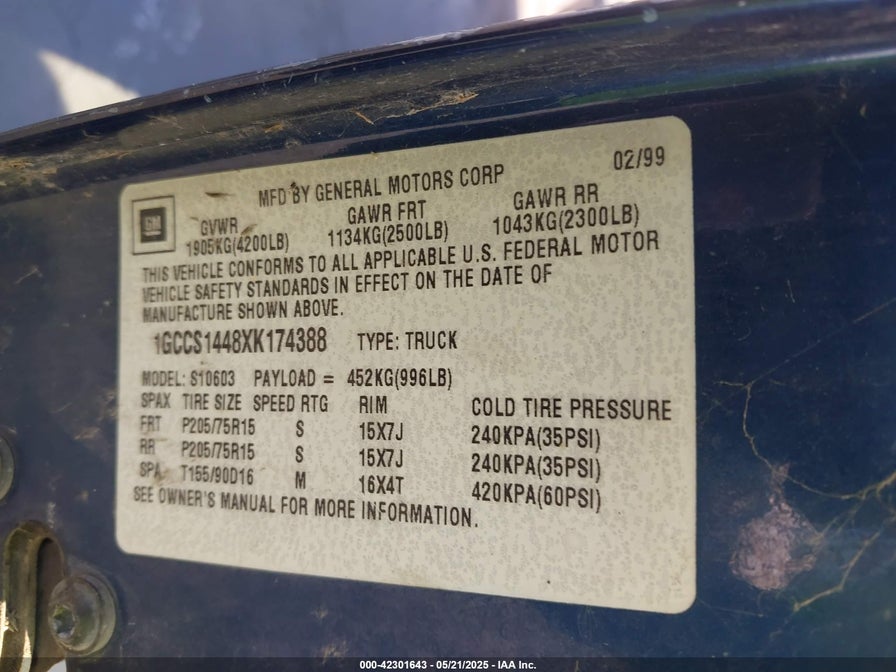 02/99
MFD BY GENERAL MOTORS CORP
GM
GVWR GAWR FRT GAWR RR
1905KG(4200LB) 1134KG(2500LB) 1043KG(2300LB)
THIS VEHICLE CONFORMS TO ALL APPLICABLE U.S. FEDERAL MOTOR
VEHICLE SAFETY STANDARDS IN EFFECT ON THE DATE OF
MANUFACTURE SHOWN ABOVE.
1GCCS1448XK174388 TYPE: TRUCK
MODEL: S10603 PAYLOAD = 452KG(996LB)
SPAX TIRE SIZE SPEED RTG RIM COLD TIRE PRESSURE
FRT P205/75R15 S 15X7J 240KPA(35PSI)
RR P205/75R15 S 15X7J 240KPA(35PSI)
SPA T155/90D16 M 16X4T 420KPA(60PSI)
SEE OWNER'S MANUAL FOR MORE INFORMATION.
000-42301643 - 05/21/2025 - IAA Inc.